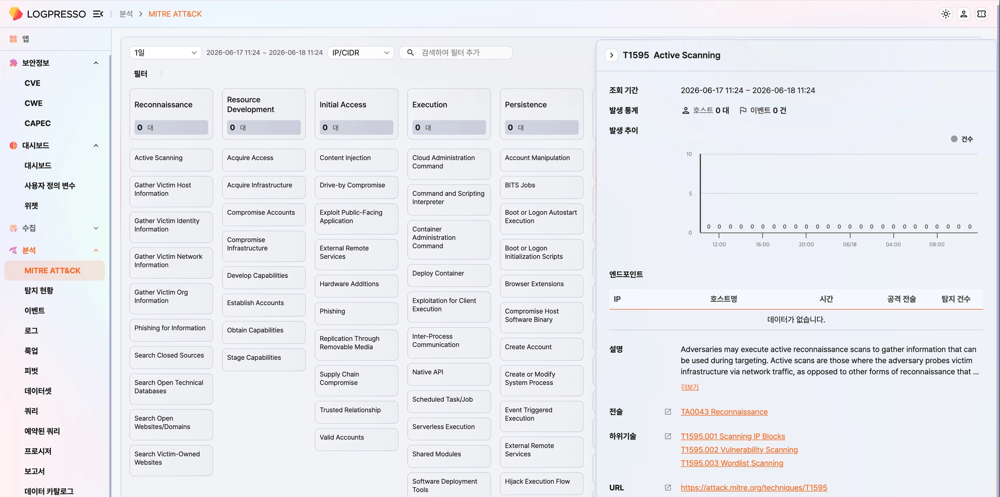 LOGPRESSO
분석 > MITRE ATT&CK
앱
보안정보
CVE
CWE
CAPEC
대시보드
대시보드
사용자 정의 변수
위젯
수집
분석
MITRE ATT&CK
탐지 현황
이벤트
로그
룩업
피벗
데이터셋
쿼리
예약된 쿼리
프로시저
보고서
데이터 카탈로그
1일
2026-06-17 11:24 ~ 2026-06-18 11:24
IP/CIDR
검색하여 필터 추가
필터
Reconnaissance
0 대
Active Scanning
Gather Victim Host
Information
Gather Victim Identity
Information
Gather Victim Network
Information
Gather Victim Org
Information
Phishing for Information
Search Closed Sources
Search Open Technical
Databases
Search Open
Websites/Domains
Search Victim-Owned
Websites
Resource
Development
0 대
Acquire Access
Acquire Infrastructure
Compromise Accounts
Compromise
Infrastructure
Develop Capabilities
Establish Accounts
Obtain Capabilities
Stage Capabilities
Initial Access
0 대
Content Injection
Drive-by Compromise
Exploit Public-Facing
Application
External Remote
Services
Hardware Additions
Phishing
Replication Through
Removable Media
Supply Chain
Compromise
Trusted Relationship
Valid Accounts
Execution
0 대
Cloud Administration
Command
Command and Scripting
Interpreter
Container
Administration
Command
Deploy Container
Exploitation for Client
Execution
Inter-Process
Communication
Native API
Scheduled Task/Job
Serverless Execution
Shared Modules
Software Deployment
Tools
Persistence
0 대
Account Manipulation
BITS Jobs
Boot or Logon Autostart
Execution
Boot or Logon
Initialization Scripts
Browser Extensions
Compromise Host
Software Binary
Create Account
Create or Modify
System Process
Event Triggered
Execution
External Remote
Services
Hijack Execution Flow
T1595 Active Scanning
조회 기간
2026-06-17 11:24 ~ 2026-06-18 11:24
발생 통계
호스트 0 대 이벤트 0 건
발생 추이
건수
10
5
0
0 0 0 0 0 0 0 0 0 0 0 0 0 0 0 0 0 0 0 0 0 0 0 0 0
12:00 16:00 20:00 06/18 04:00 08:00
엔드포인트
IP 호스트명 시간 공격 전술 탐지 건수
데이터가 없습니다.
설명
Adversaries may execute active reconnaissance scans to gather information that can
be used during targeting. Active scans are those where the adversary probes victim
infrastructure via network traffic, as opposed to other forms of reconnaissance that ...
더보기
전술
TA0043 Reconnaissance
하위기술
T1595.001 Scanning IP Blocks
T1595.002 Vulnerability Scanning
T1595.003 Wordlist Scanning
URL
https://attack.mitre.org/techniques/T1595